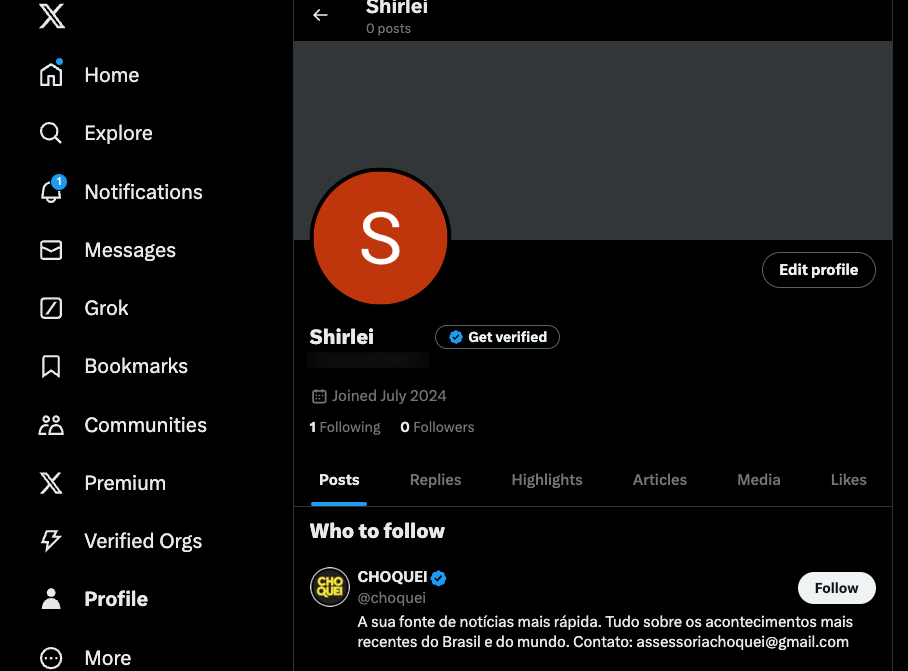 Shirlei
0 posts
Home
Explore
1
Notifications
Messages
Grok
Bookmarks
Communities
Premium
Verified Orgs
Profile
More
S
Edit profile
Shirlei
Get verified
Joined July 2024
1 Following 0 Followers
Posts Replies Highlights Articles Media Likes
Who to follow
CHO
QUEI
CHOQUEI
@choquei
Follow
A sua fonte de notícias mais rápida. Tudo sobre os acontecimentos mais
recentes do Brasil e do mundo. Contato: assessoriachoquei@gmail.com